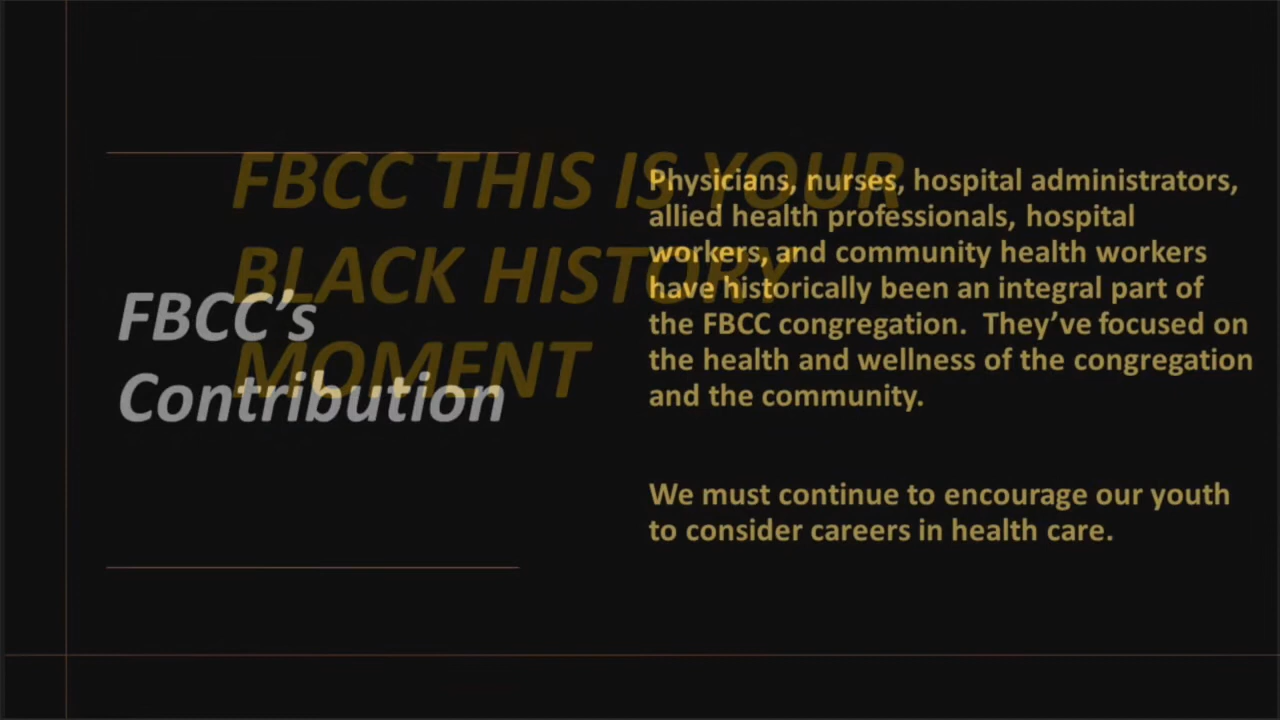 FBCC THIS IS YOUR
BLACK HISTORY
MOMENT
FBCC's
Contribution
Physicians, nurses, hospital administrators,
allied health professionals, hospital
workers, and community health workers
have historically been an integral part of
the FBCC congregation.  They've focused on
the health and wellness of the congregation
and the community.
We must continue to encourage our youth
to consider careers in health care.